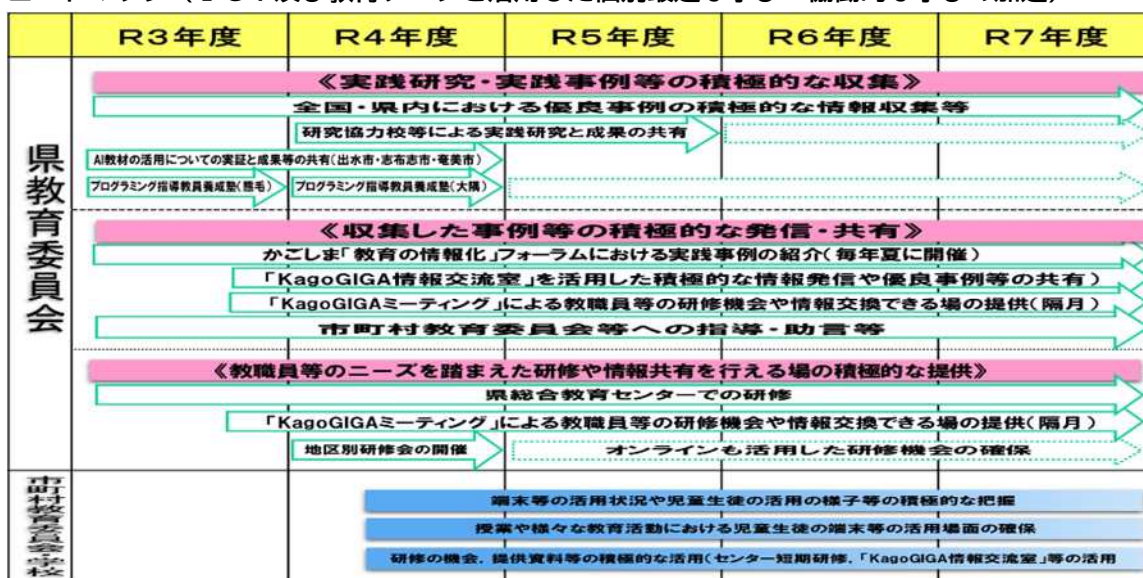 R3年度 R4年度 R5年度 R6年度 R7年度
県教育委員会
《実践研究・実践事例等の積極的な収集》
全国・県内における優良事例の積極的な情報収集等
研究協力校等による実践研究と成果の共有
AI教材の活用についての実証と成果等の共有(出水市・志布志市・奄美市)
プログラミング指導教員養成塾(熊毛) プログラミング指導教員養成塾(大隅)
《収集した事例等の積極的な発信・共有》
かごしま「教育の情報化」フォーラムにおける実践事例の紹介(毎年夏に開催)
「KagoGIGA情報交流室」を活用した積極的な情報発信や優良事例等の共有)
「KagoGIGAミーティング」による教職員等の研修機会や情報交換できる場の提供(隔月)
市町村教育委員会等への指導・助言等
《教職員等のニーズを踏まえた研修や情報共有を行える場の積極的な提供》
県総合教育センターでの研修
「KagoGIGAミーティング」による教職員等の研修機会や情報交換できる場の提供(隔月)
地区別研修会の開催 オンラインも活用した研修機会の確保
市町村教育委員会・学校
端末等の活用状況や児童生徒の活用の様子等の積極的な把握
授業や様々な教育活動における児童生徒の端末等の活用場面の確保
研修の機会,提供資料等の積極的な活用(センター短期研修,「KagoGIGA情報交流室」等の活用